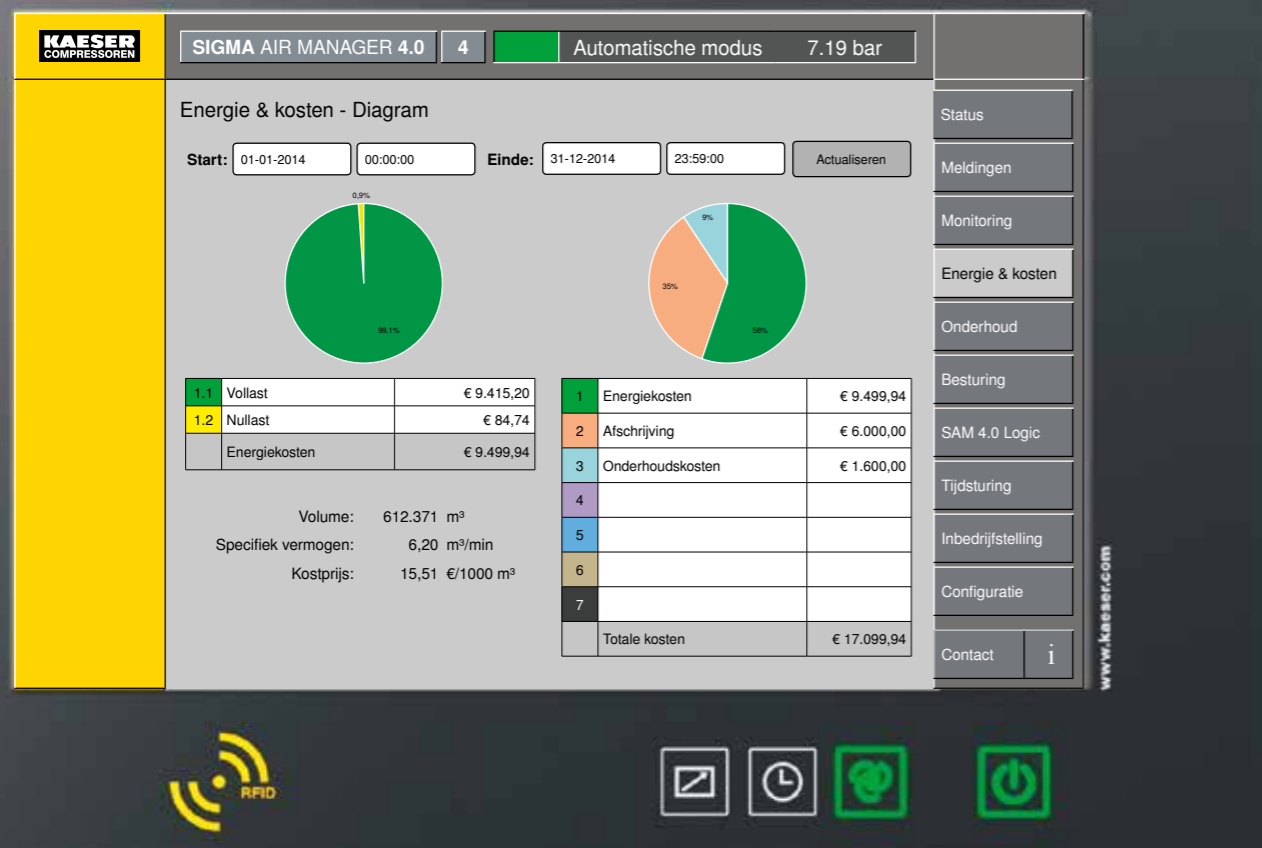 KAESER
COMPRESSOREN
SIGMA AIR MANAGER 4.0
4
Automatische modus 7.19 bar
Energie & kosten - Diagram
Start: 01-01-2014 00:00:00 Einde: 31-12-2014 23:59:00 Actualiseren
0,9%
99,1%
9%
35%
56%
1.1 Vollast € 9.415,20
1.2 Nullast € 84,74
Energiekosten € 9.499,94
Volume: 612.371 m³
Specifiek vermogen: 6,20 m³/min
Kostprijs: 15,51 €/1000 m³
1 Energiekosten € 9.499,94
2 Afschrijving € 6.000,00
3 Onderhoudskosten € 1.600,00
4
5
6
7
Totale kosten € 17.099,94
Status
Meldingen
Monitoring
Energie & kosten
Onderhoud
Besturing
SAM 4.0 Logic
Tijdsturing
Inbedrijfstelling
Configuratie
Contact i
www.kaeser.com
RFID